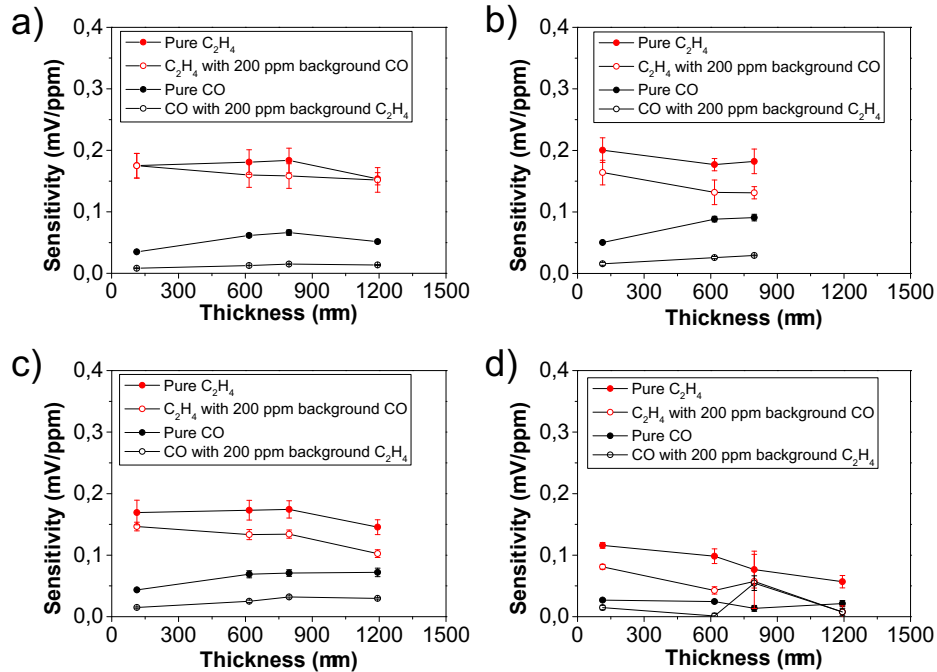 a)
0,4
0,3
0,2
0,1
0,0
Sensitivity (mV/ppm)
Pure C₂H₄
C₂H₄ with 200 ppm background CO
Pure CO
CO with 200 ppm background C₂H₄
0 300 600 900 1200 1500
Thickness (mm)
b)
0,4
0,3
0,2
0,1
0,0
Sensitivity (mV/ppm)
Pure C₂H₄
C₂H₄ with 200 ppm background CO
Pure CO
CO with 200 ppm background C₂H₄
0 300 600 900 1200 1500
Thickness (mm)
c)
0,4
0,3
0,2
0,1
0,0
Sensitivity (mV/ppm)
Pure C₂H₄
C₂H₄ with 200 ppm background CO
Pure CO
CO with 200 ppm background C₂H₄
0 300 600 900 1200 1500
Thickness (mm)
d)
0,4
0,3
0,2
0,1
0,0
Sensitivity (mV/ppm)
Pure C₂H₄
C₂H₄ with 200 ppm background CO
Pure CO
CO with 200 ppm background C₂H₄
0 300 600 900 1200 1500
Thickness (mm)